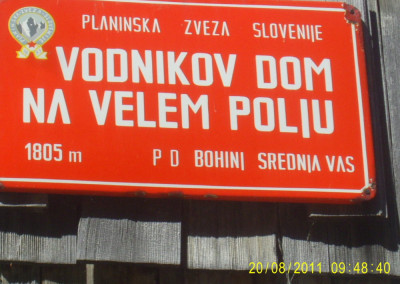 PLANINSKA ZVEZA SLOVENIJE
VODNIKOV DOM
NA VELEM POLJU
1805 m P D BOHINJ SREDNJA VAS
20/08/2011 09:48:40